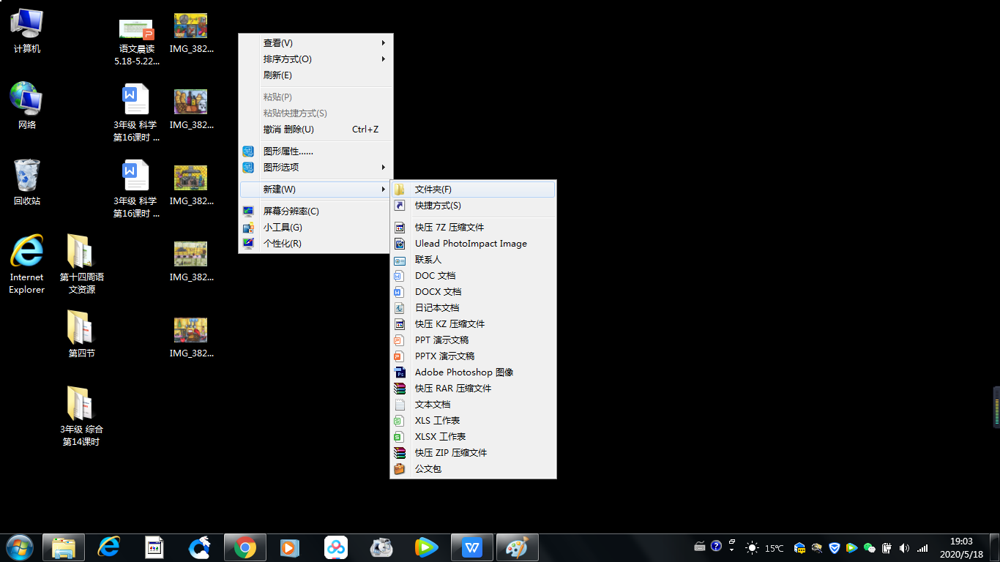 计算机
网络
回收站
Internet
Explorer
第十四周语
文资源
第四节
3年级 综合
第14课时
语文晨读
5.18-5.22...
3年级 科学
第16课时 ...
3年级 科学
第16课时 ...
IMG_382...
IMG_382...
IMG_382...
IMG_382...
IMG_382...
查看(V)
排序方式(O)
刷新(E)
粘贴(P)
粘贴快捷方式(S)
撤消 删除(U) Ctrl+Z
图形属性......
图形选项
新建(W)
屏幕分辨率(C)
小工具(G)
个性化(R)
文件夹(F)
快捷方式(S)
快压 7Z 压缩文件
Ulead PhotoImpact Image
联系人
DOC 文档
DOCX 文档
日记本文档
快压 KZ 压缩文件
PPT 演示文稿
PPTX 演示文稿
Adobe Photoshop 图像
快压 RAR 压缩文件
文本文档
XLS 工作表
XLSX 工作表
快压 ZIP 压缩文件
公文包
15℃
19:03
2020/5/18